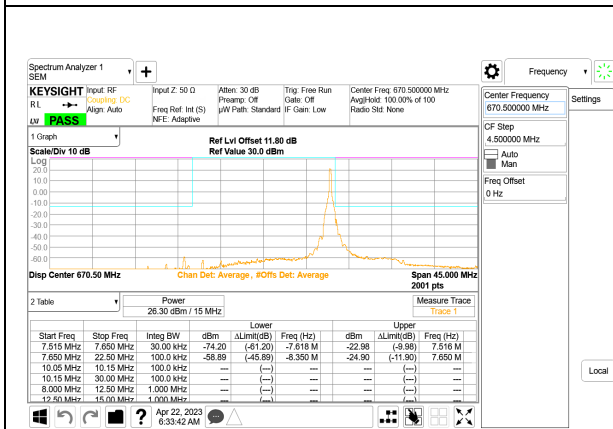 Spectrum Analyzer 1
SEM
+
Frequency
KEYSIGHT
RL
LXI PASS
Input: RF
Coupling: DC
Align: Auto
Input Z: 50 Ω
Freq Ref: Int (S)
NFE: Adaptive
Atten: 30 dB
Preamp: Off
µW Path: Standard
Trig: Free Run
Gate: Off
IF Gain: Low
Center Freq: 670.500000 MHz
Avg|Hold: 100.00% of 100
Radio Std: None
Center Frequency
670.500000 MHz
Settings
CF Step
4.500000 MHz
Auto
Man
Freq Offset
0 Hz
Local
1 Graph
Scale/Div 10 dB
Ref Lvl Offset 11.80 dB
Ref Value 30.0 dBm
Log
20.0
10.0
0.00
-10.0
-20.0
-30.0
-40.0
-50.0
-60.0
Disp Center 670.50 MHz
Chan Det: Average , #Offs Det: Average
Span 45.000 MHz
2001 pts
2 Table
Power
26.30 dBm / 15 MHz
Measure Trace
Trace 1
Lower Upper
Start Freq Stop Freq Integ BW dBm ΔLimit(dB) Freq (Hz) dBm ΔLimit(dB) Freq (Hz)
7.515 MHz 7.650 MHz 30.00 kHz -74.20 (-61.20) -7.618 M -22.98 (-9.98) 7.516 M
7.650 MHz 22.50 MHz 100.0 kHz -58.89 (-45.89) -8.350 M -24.90 (-11.90) 7.650 M
10.05 MHz 10.15 MHz 100.0 kHz --- (---) --- --- (---) ---
10.15 MHz 30.00 MHz 100.0 kHz --- (---) --- --- (---) ---
8.000 MHz 12.50 MHz 1.000 MHz --- (---) --- --- (---) ---
12.50 MHz 15.00 MHz 1.000 MHz --- (---) --- --- (---) ---
?
Apr 22, 2023
6:33:42 AM